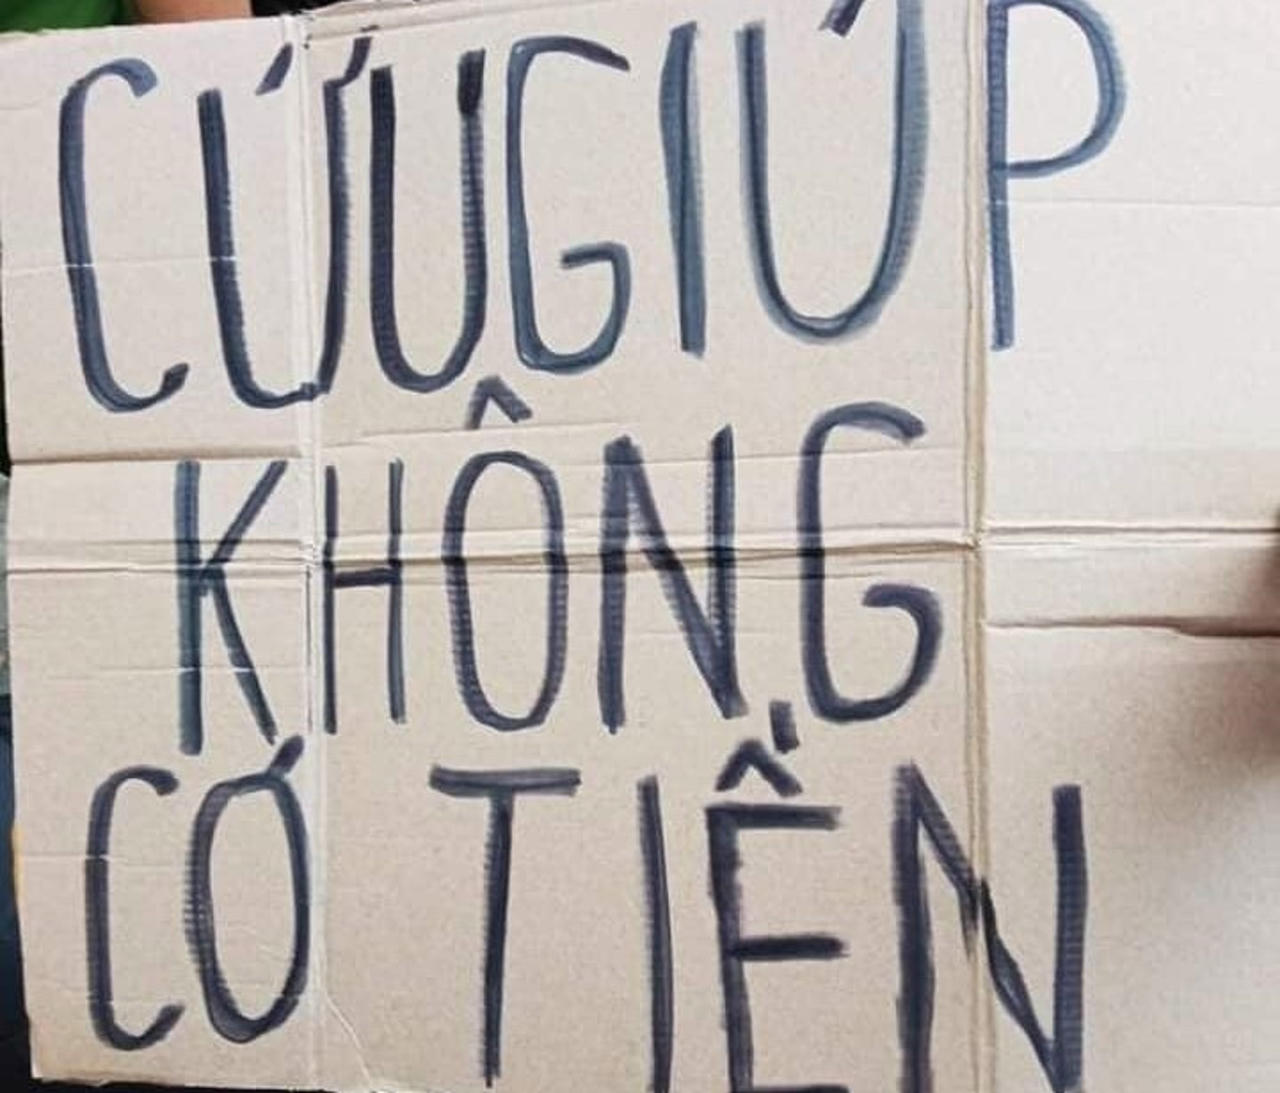 CỨU GIÚP
KHÔNG
CÓ TIỀN